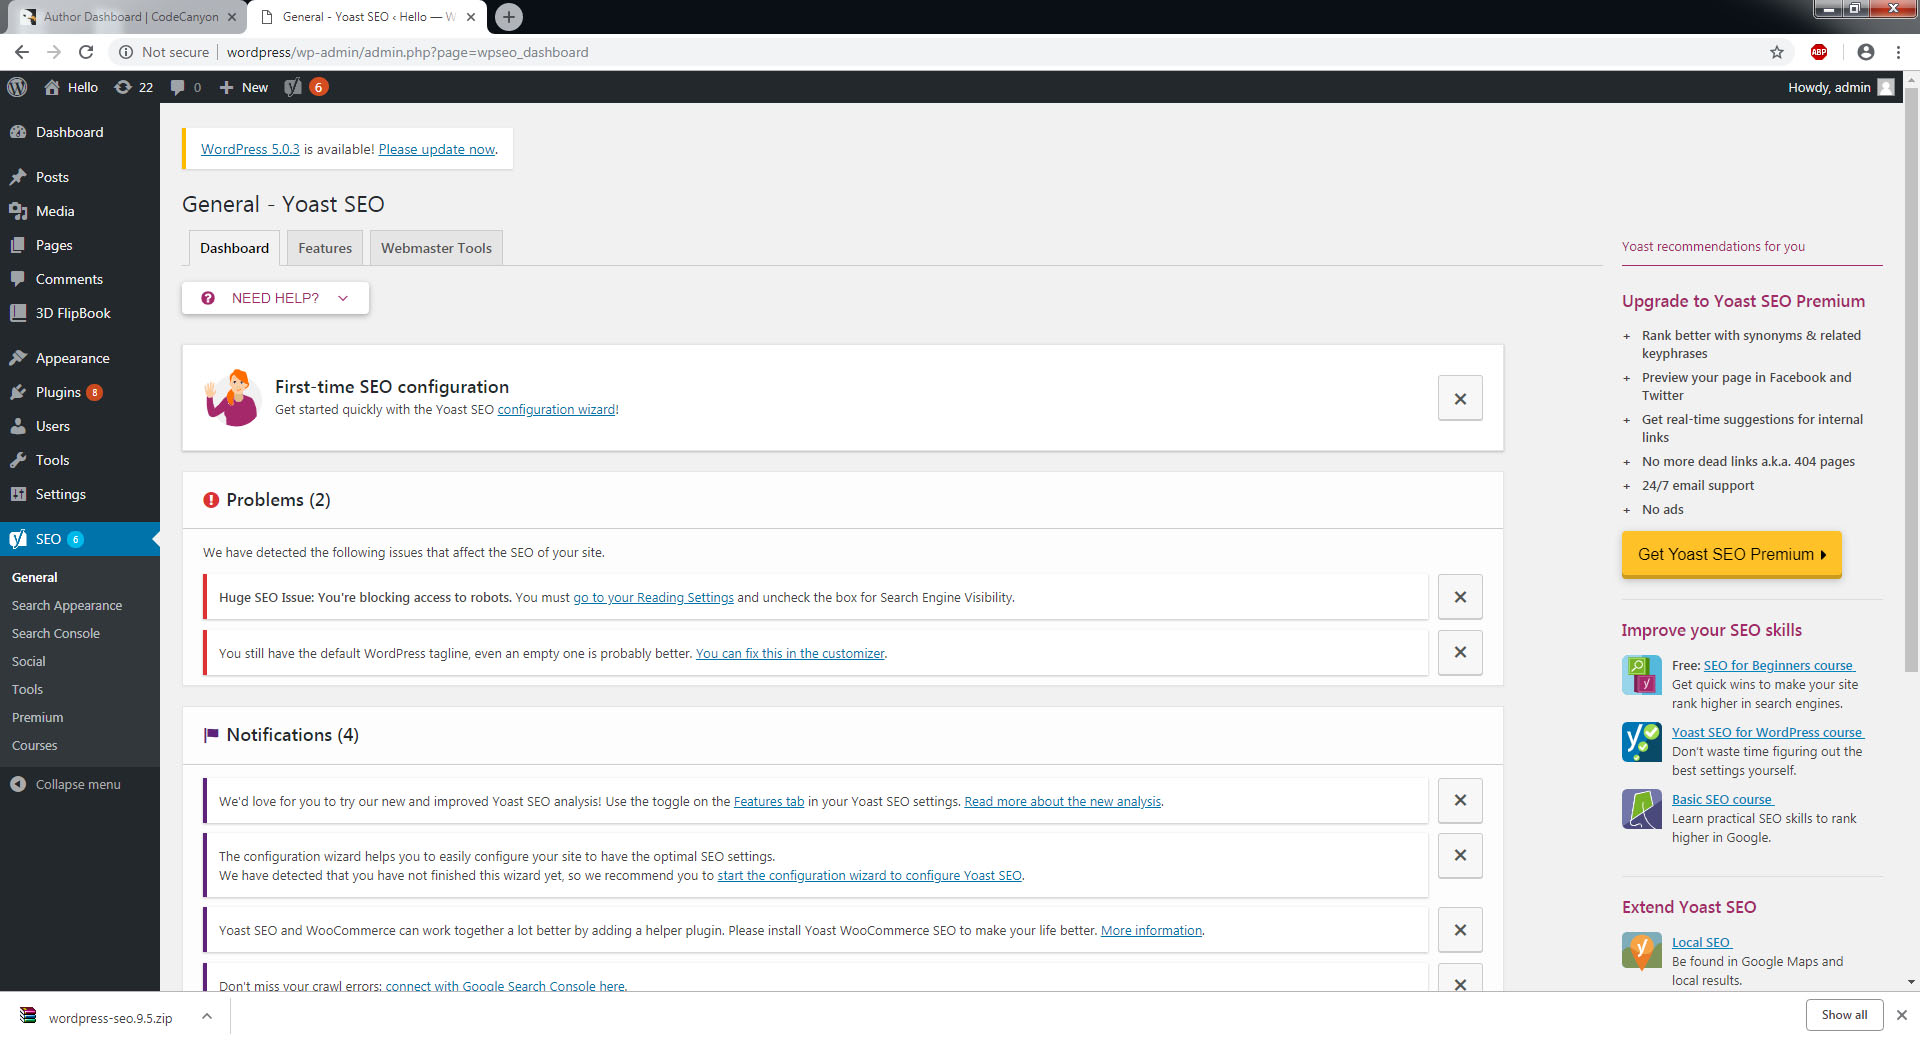 Author Dashboard | CodeCanyon
General - Yoast SEO ‹ Hello — W
Not secure
wordpress/wp-admin/admin.php?page=wpseo_dashboard
ABP
Hello
22
0
New
6
Howdy, admin
Dashboard
Posts
Media
Pages
Comments
3D FlipBook
Appearance
Plugins 8
Users
Tools
Settings
SEO 6
General
Search Appearance
Search Console
Social
Tools
Premium
Courses
Collapse menu
WordPress 5.0.3 is available! Please update now.
General - Yoast SEO
Dashboard
Features
Webmaster Tools
NEED HELP?
First-time SEO configuration
Get started quickly with the Yoast SEO configuration wizard!
Problems (2)
We have detected the following issues that affect the SEO of your site.
Huge SEO Issue: You're blocking access to robots. You must go to your Reading Settings and uncheck the box for Search Engine Visibility.
You still have the default WordPress tagline, even an empty one is probably better. You can fix this in the customizer.
Notifications (4)
We'd love for you to try our new and improved Yoast SEO analysis! Use the toggle on the Features tab in your Yoast SEO settings. Read more about the new analysis.
The configuration wizard helps you to easily configure your site to have the optimal SEO settings.
We have detected that you have not finished this wizard yet, so we recommend you to start the configuration wizard to configure Yoast SEO.
Yoast SEO and WooCommerce can work together a lot better by adding a helper plugin. Please install Yoast WooCommerce SEO to make your life better. More information.
Don't miss your crawl errors: connect with Google Search Console here.
Yoast recommendations for you
Upgrade to Yoast SEO Premium
+ Rank better with synonyms & related
keyphrases
+ Preview your page in Facebook and
Twitter
+ Get real-time suggestions for internal
links
+ No more dead links a.k.a. 404 pages
+ 24/7 email support
+ No ads
Get Yoast SEO Premium
Improve your SEO skills
Free: SEO for Beginners course
Get quick wins to make your site
rank higher in search engines.
Yoast SEO for WordPress course
Don't waste time figuring out the
best settings yourself.
Basic SEO course
Learn practical SEO skills to rank
higher in Google.
Extend Yoast SEO
Local SEO
Be found in Google Maps and
local results.
wordpress-seo.9.5.zip
Show all